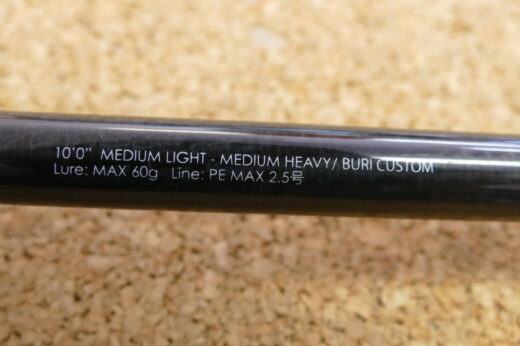 10'0" MEDIUM LIGHT - MEDIUM HEAVY/ BURI CUSTOM
Lure: MAX 60g Line: PE MAX 2.5号